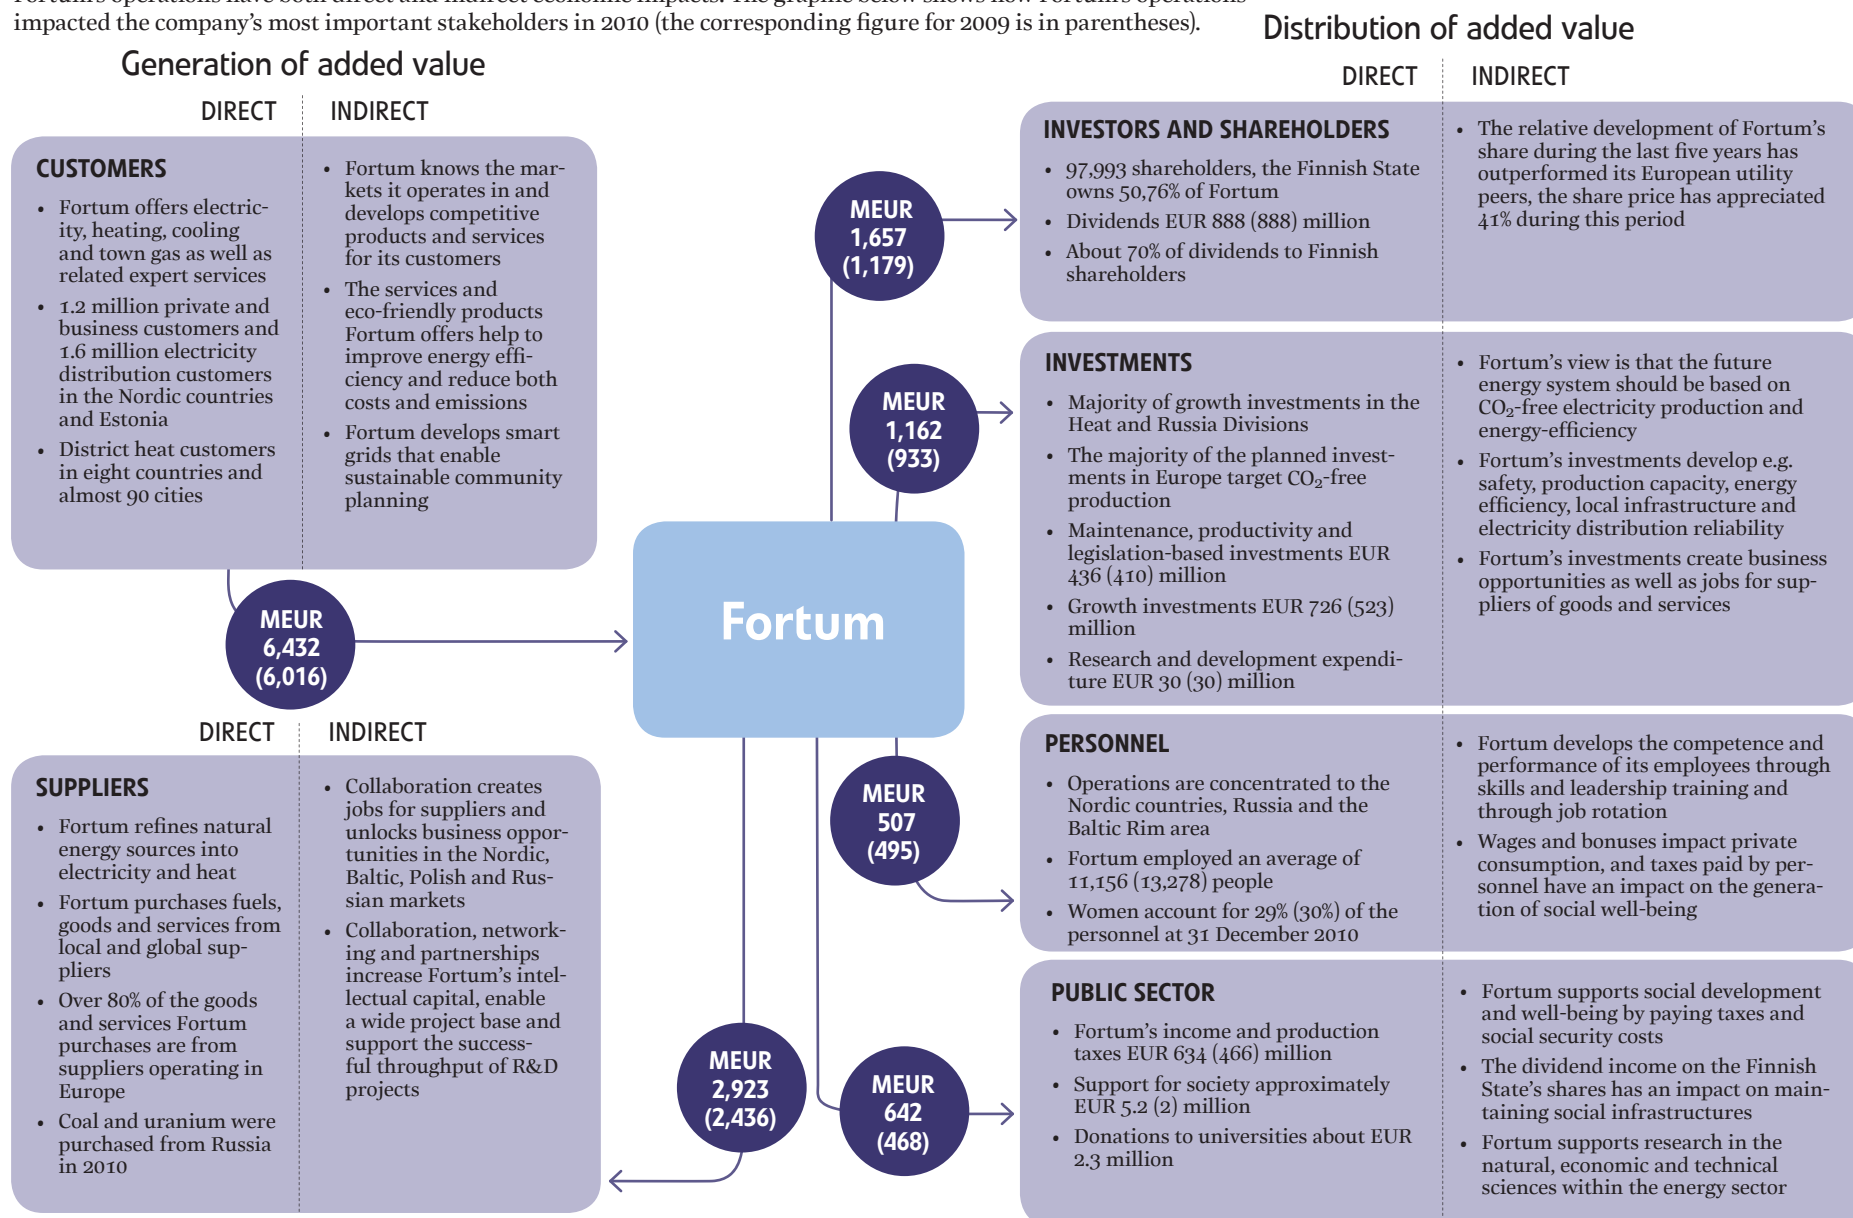 impacted the company's most important stakeholders in 2010 (the corresponding figure for 2009 is in parentheses).
Generation of added value
DIRECT
INDIRECT
CUSTOMERS
• Fortum offers electric-
ity, heating, cooling
and town gas as well as
related expert services
• 1.2 million private and
business customers and
1.6 million electricity
distribution customers
in the Nordic countries
and Estonia
• District heat customers
in eight countries and
almost 90 cities
• Fortum knows the mar-
kets it operates in and
develops competitive
products and services
for its customers
• The services and
eco-friendly products
Fortum offers help to
improve energy effi-
ciency and reduce both
costs and emissions
• Fortum develops smart
grids that enable
sustainable community
planning
MEUR
6,432
(6,016)
DIRECT
INDIRECT
SUPPLIERS
• Fortum refines natural
energy sources into
electricity and heat
• Fortum purchases fuels,
goods and services from
local and global sup-
pliers
• Over 80% of the goods
and services Fortum
purchases are from
suppliers operating in
Europe
• Coal and uranium were
purchased from Russia
in 2010
• Collaboration creates
jobs for suppliers and
unlocks business oppor-
tunities in the Nordic,
Baltic, Polish and Rus-
sian markets
• Collaboration, network-
ing and partnerships
increase Fortum's intel-
lectual capital, enable
a wide project base and
support the success-
ful throughput of R&D
projects
Fortum
MEUR
1,657
(1,179)
MEUR
1,162
(933)
MEUR
507
(495)
MEUR
2,923
(2,436)
MEUR
642
(468)
Distribution of added value
DIRECT
INDIRECT
INVESTORS AND SHAREHOLDERS
• 97,993 shareholders, the Finnish State
owns 50,76% of Fortum
• Dividends EUR 888 (888) million
• About 70% of dividends to Finnish
shareholders
• The relative development of Fortum's
share during the last five years has
outperformed its European utility
peers, the share price has appreciated
41% during this period
INVESTMENTS
• Majority of growth investments in the
Heat and Russia Divisions
• The majority of the planned invest-
ments in Europe target CO₂-free
production
• Maintenance, productivity and
legislation-based investments EUR
436 (410) million
• Growth investments EUR 726 (523)
million
• Research and development expendi-
ture EUR 30 (30) million
• Fortum's view is that the future
energy system should be based on
CO₂-free electricity production and
energy-efficiency
• Fortum's investments develop e.g.
safety, production capacity, energy
efficiency, local infrastructure and
electricity distribution reliability
• Fortum's investments create business
opportunities as well as jobs for sup-
pliers of goods and services
PERSONNEL
• Operations are concentrated to the
Nordic countries, Russia and the
Baltic Rim area
• Fortum employed an average of
11,156 (13,278) people
• Women account for 29% (30%) of the
personnel at 31 December 2010
• Fortum develops the competence and
performance of its employees through
skills and leadership training and
through job rotation
• Wages and bonuses impact private
consumption, and taxes paid by per-
sonnel have an impact on the genera-
tion of social well-being
PUBLIC SECTOR
• Fortum's income and production
taxes EUR 634 (466) million
• Support for society approximately
EUR 5.2 (2) million
• Donations to universities about EUR
2.3 million
• Fortum supports social development
and well-being by paying taxes and
social security costs
• The dividend income on the Finnish
State's shares has an impact on main-
taining social infrastructures
• Fortum supports research in the
natural, economic and technical
sciences within the energy sector